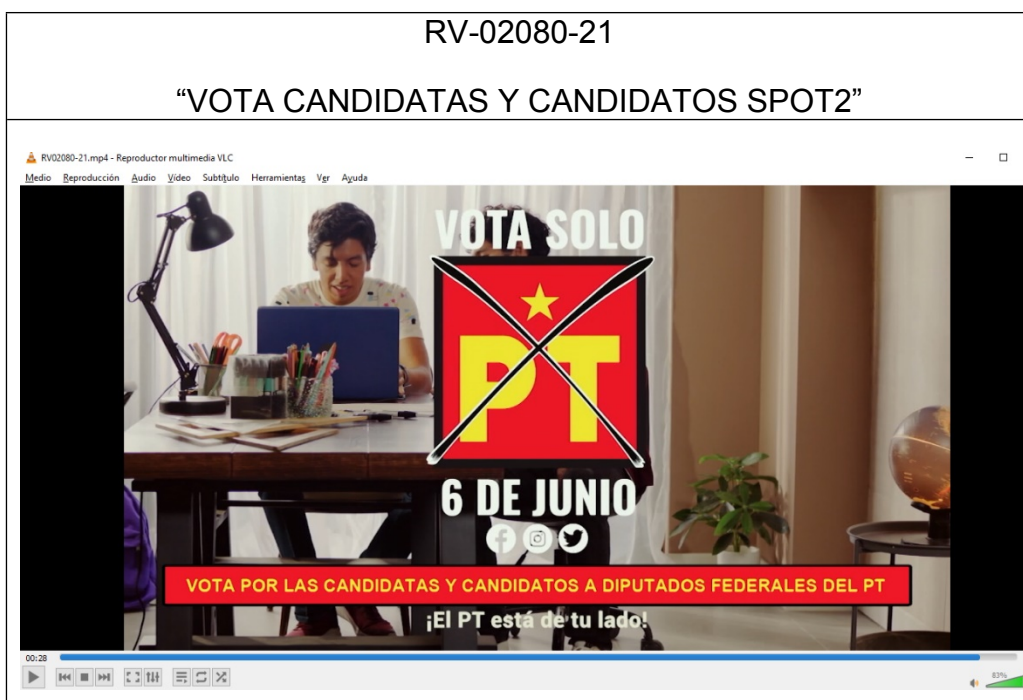 RV-02080-21
“VOTA CANDIDATAS Y CANDIDATOS SPOT2”
RV02080-21.mp4 - Reproductor multimedia VLC
Medio Reproducción Audio Vídeo Subtítulo Herramientas Ver Ayuda
VOTA SOLO
PT
6 DE JUNIO
VOTA POR LAS CANDIDATAS Y CANDIDATOS A DIPUTADOS FEDERALES DEL PT
¡El PT está de tu lado!
00:28
83%